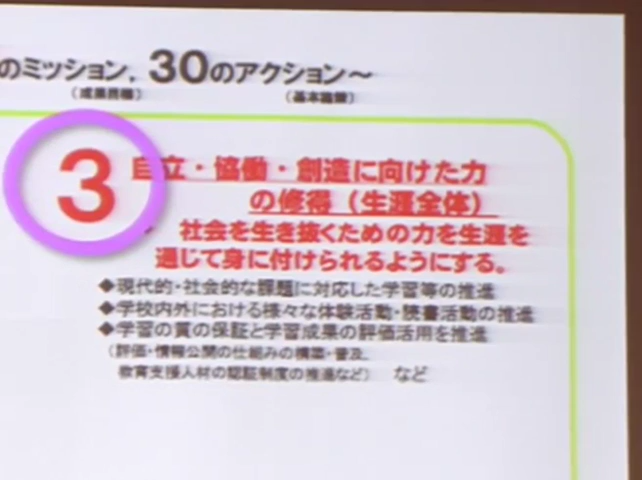 のミッション、30のアクション～
（成果目標）
（基本施策）
3
自立・協働・創造に向けた力
の修得（生涯全体）
社会を生き抜くための力を生涯を
通じて身に付けられるようにする。
◆現代的・社会的な課題に対応した学習等の推進
◆学校内外における様々な体験活動・読書活動の推進
◆学習の質の保証と学習成果の評価活用を推進
（評価・情報公開の仕組みの構築・普及、
教育支援人材の認証制度の推進など）　など